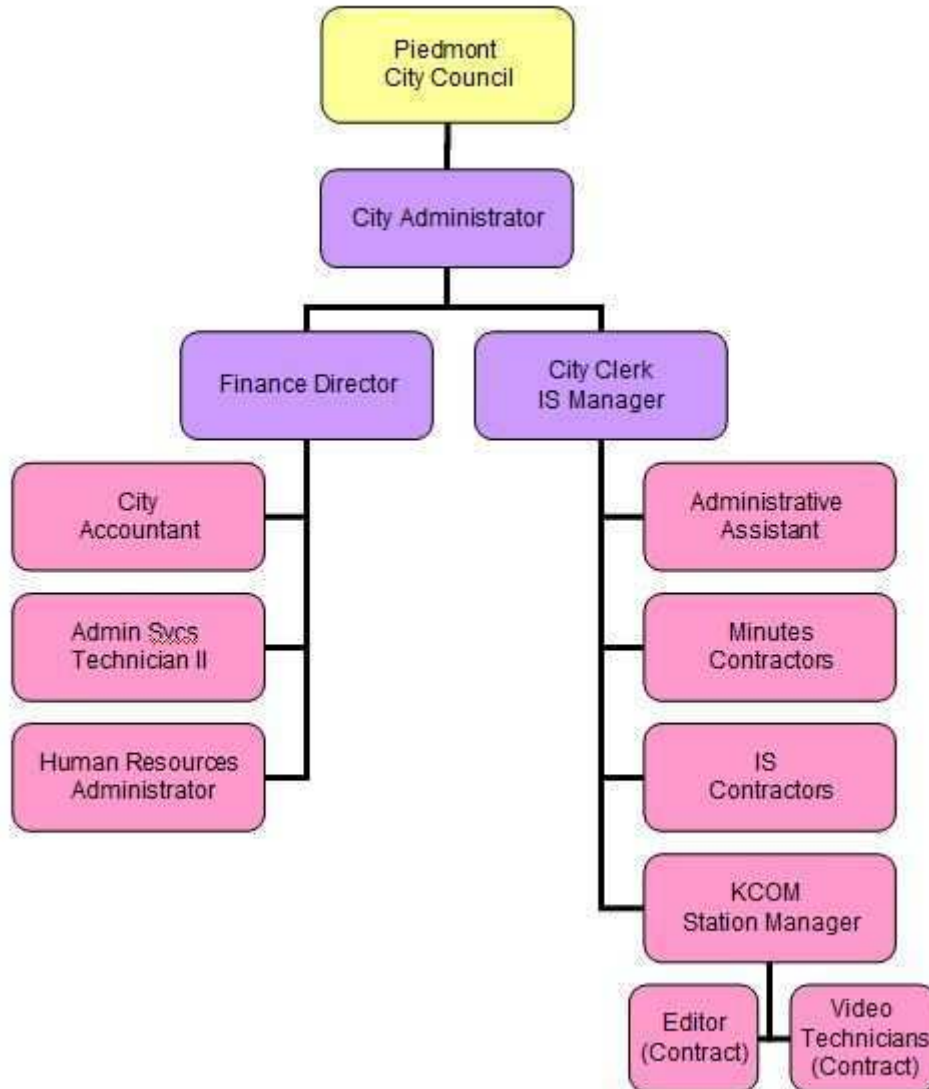 Piedmont
City Council
City Administrator
Finance Director
City Clerk
IS Manager
City
Accountant
Admin Svcs
Technician II
Human Resources
Administrator
Administrative
Assistant
Minutes
Contractors
IS
Contractors
KCOM
Station Manager
Editor
(Contract)
Video
Technicians
(Contract)